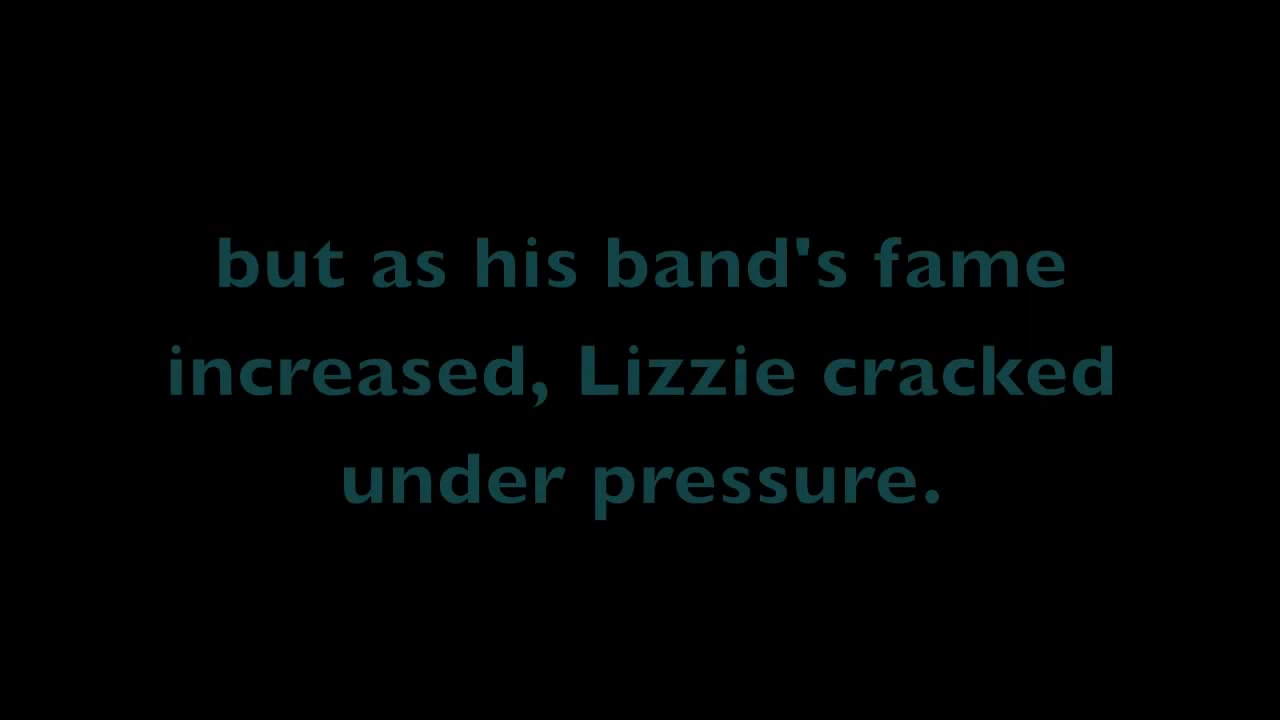 but as his band's fame
increased, Lizzie cracked
under pressure.